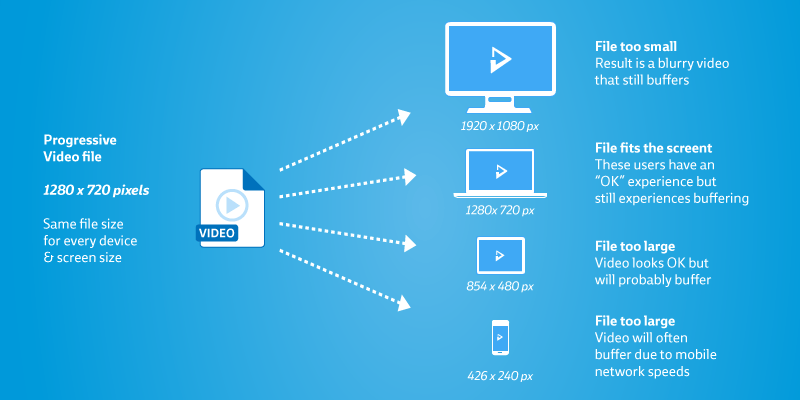 Progressive
Video file
1280 x 720 pixels
Same file size
for every device
& screen size
VIDEO
1920 x 1080 px
File too small
Result is a blurry video
that still buffers
1280x 720 px
File fits the screent
These users have an
“OK” experience but
still experiences buffering
854 x 480 px
File too large
Video looks OK but
will probably buffer
426 x 240 px
File too large
Video will often
buffer due to mobile
network speeds